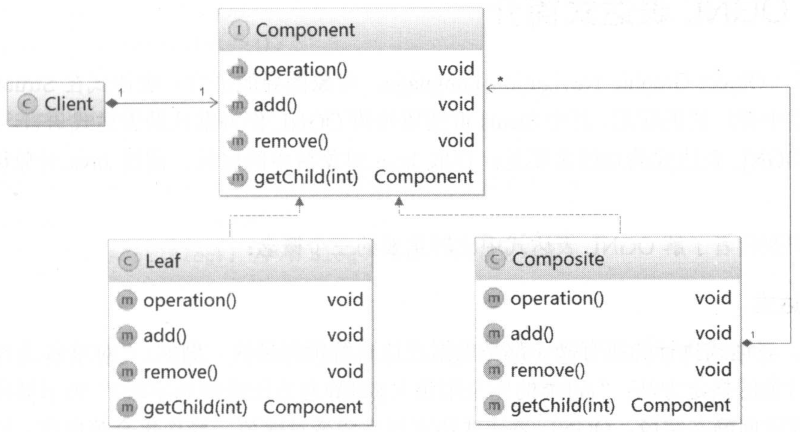 I Component
m operation() void
m add() void
m remove() void
m getChild(int) Component
C Client
1
1
*
C Leaf
m operation() void
m add() void
m remove() void
m getChild(int) Component
C Composite
m operation() void
m add() void
m remove() void
m getChild(int) Component
1